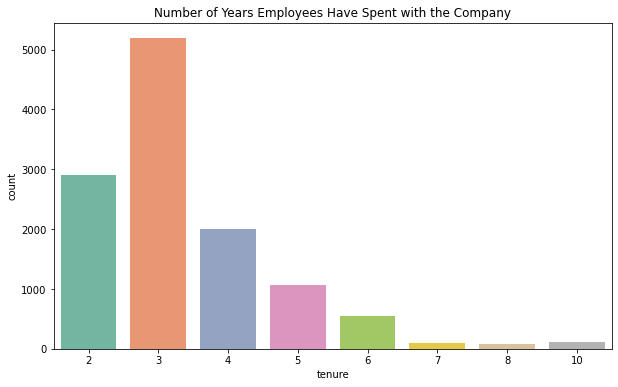 Number of Years Employees Have Spent with the Company
5000
4000
3000
2000
1000
0
count
2 3 4 5 6 7 8 10
tenure